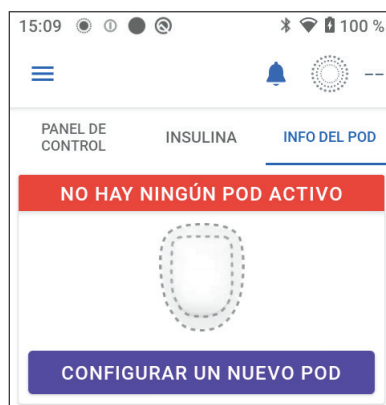 15:09 100 %
--
PANEL DE
CONTROL
INSULINA
INFO DEL POD
NO HAY NINGÚN POD ACTIVO
CONFIGURAR UN NUEVO POD